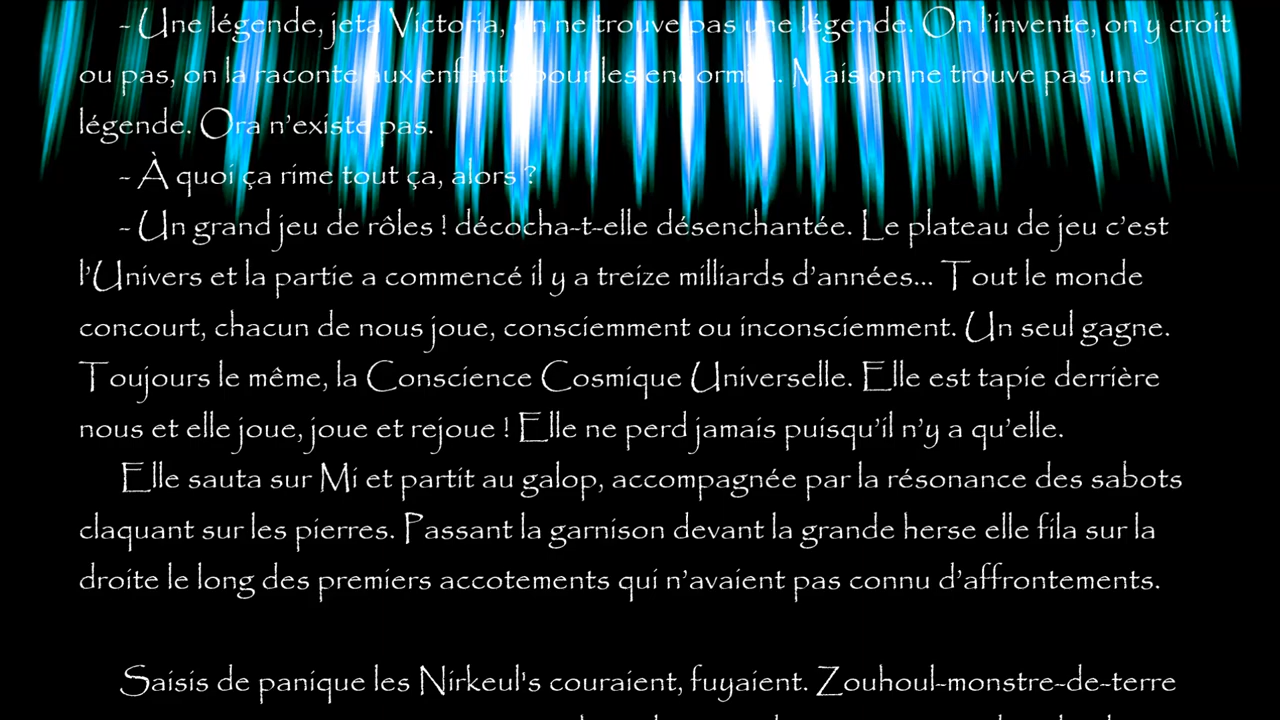 - Une légende, jeta Victoria, on ne trouve pas une légende. On l'invente, on y croit
ou pas, on la raconte aux enfants pour les endormir... Mais on ne trouve pas une
légende. Ora n'existe pas.
- À quoi ça rime tout ça, alors ?
- Un grand jeu de rôles ! décocha-t-elle désenchantée. Le plateau de jeu c'est
l'Univers et la partie a commencé il y a treize milliards d'années... Tout le monde
concourt, chacun de nous joue, consciemment ou inconsciemment. Un seul gagne.
Toujours le même, la Conscience Cosmique Universelle. Elle est tapie derrière
nous et elle joue, joue et rejoue ! Elle ne perd jamais puisqu'il n'y a qu'elle.
Elle sauta sur Mi et partit au galop, accompagnée par la résonance des sabots
claquant sur les pierres. Passant la garnison devant la grande herse elle fila sur la
droite le long des premiers accotements qui n'avaient pas connu d'affrontements.
Saisis de panique les Nirkeul's couraient, fuyaient. Zouhoul-monstre-de-terre